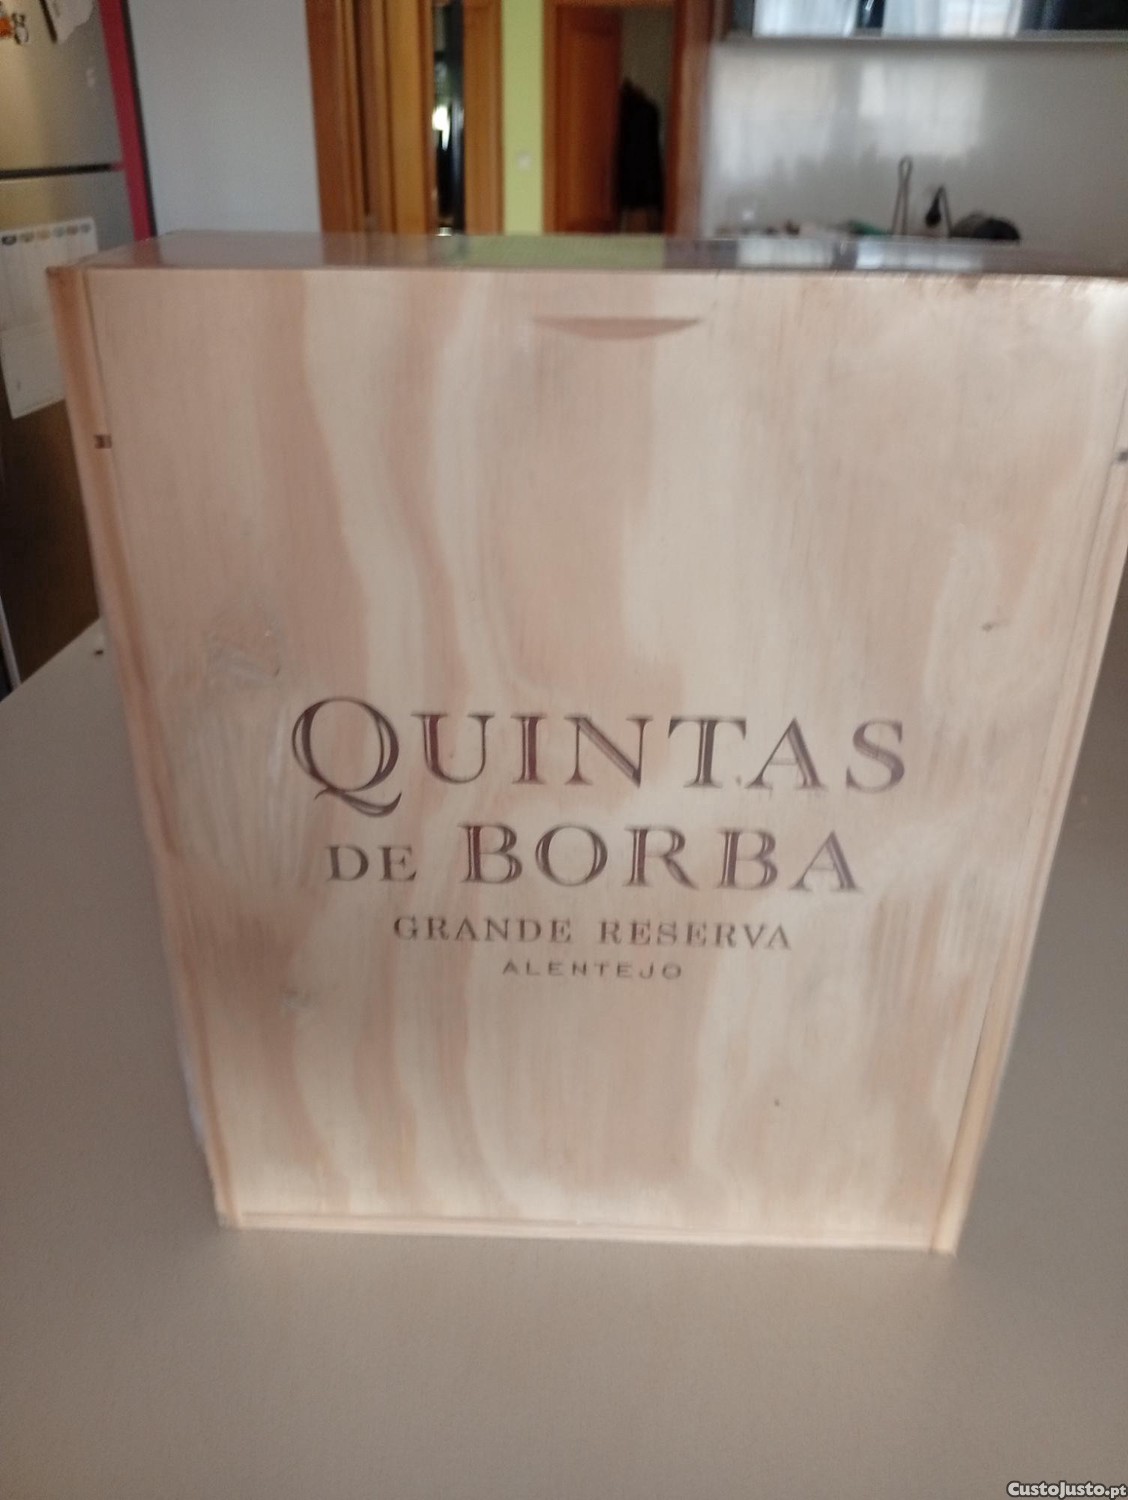 QUINTAS
DE BORBA
GRANDE RESERVA
ALENTEJO
CustoJusto.pt